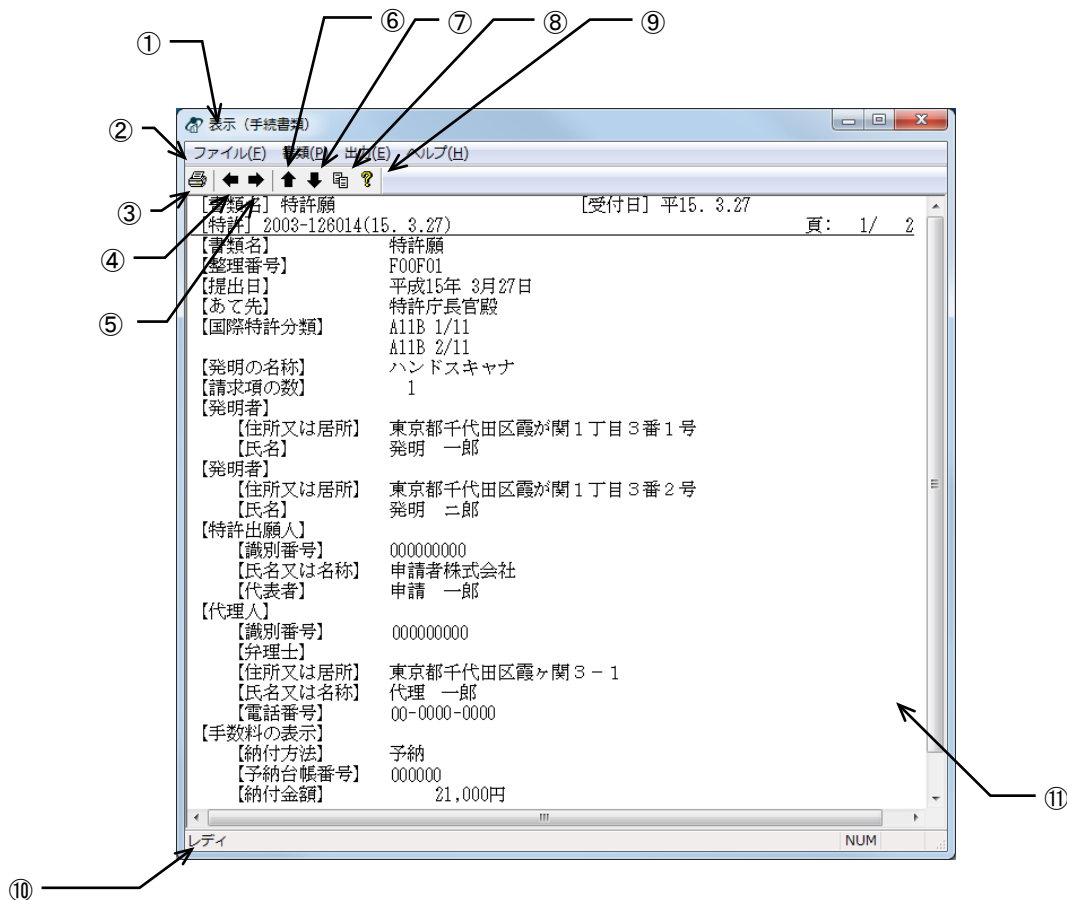 ⑥ ⑦ ⑧ ⑨
①
②
表示（手続書類）
ファイル(F) 書類(P) 出力(E) ヘルプ(H)
③
④
⑤
[書類名] 特許願 [受付日] 平15. 3.27
[特許] 2003-126014(15. 3.27) 頁: 1/ 2
【書類名】 特許願
【整理番号】 F00F01
【提出日】 平成15年 3月27日
【あて先】 特許庁長官殿
【国際特許分類】 A11B 1/11
A11B 2/11
【発明の名称】 ハンドスキャナ
【請求項の数】 1
【発明者】
【住所又は居所】 東京都千代田区霞が関１丁目３番１号
【氏名】 発明 一郎
【発明者】
【住所又は居所】 東京都千代田区霞が関１丁目３番２号
【氏名】 発明 二郎
【特許出願人】
【識別番号】 000000000
【氏名又は名称】 申請者株式会社
【代表者】 申請 一郎
【代理人】
【識別番号】 000000000
【弁理士】
【住所又は居所】 東京都千代田区霞ヶ関３－１
【氏名又は名称】 代理 一郎
【電話番号】 00-0000-0000
【手数料の表示】
【納付方法】 予納
【予納台帳番号】 000000
【納付金額】 21,000円
⑪
レディ NUM
⑩